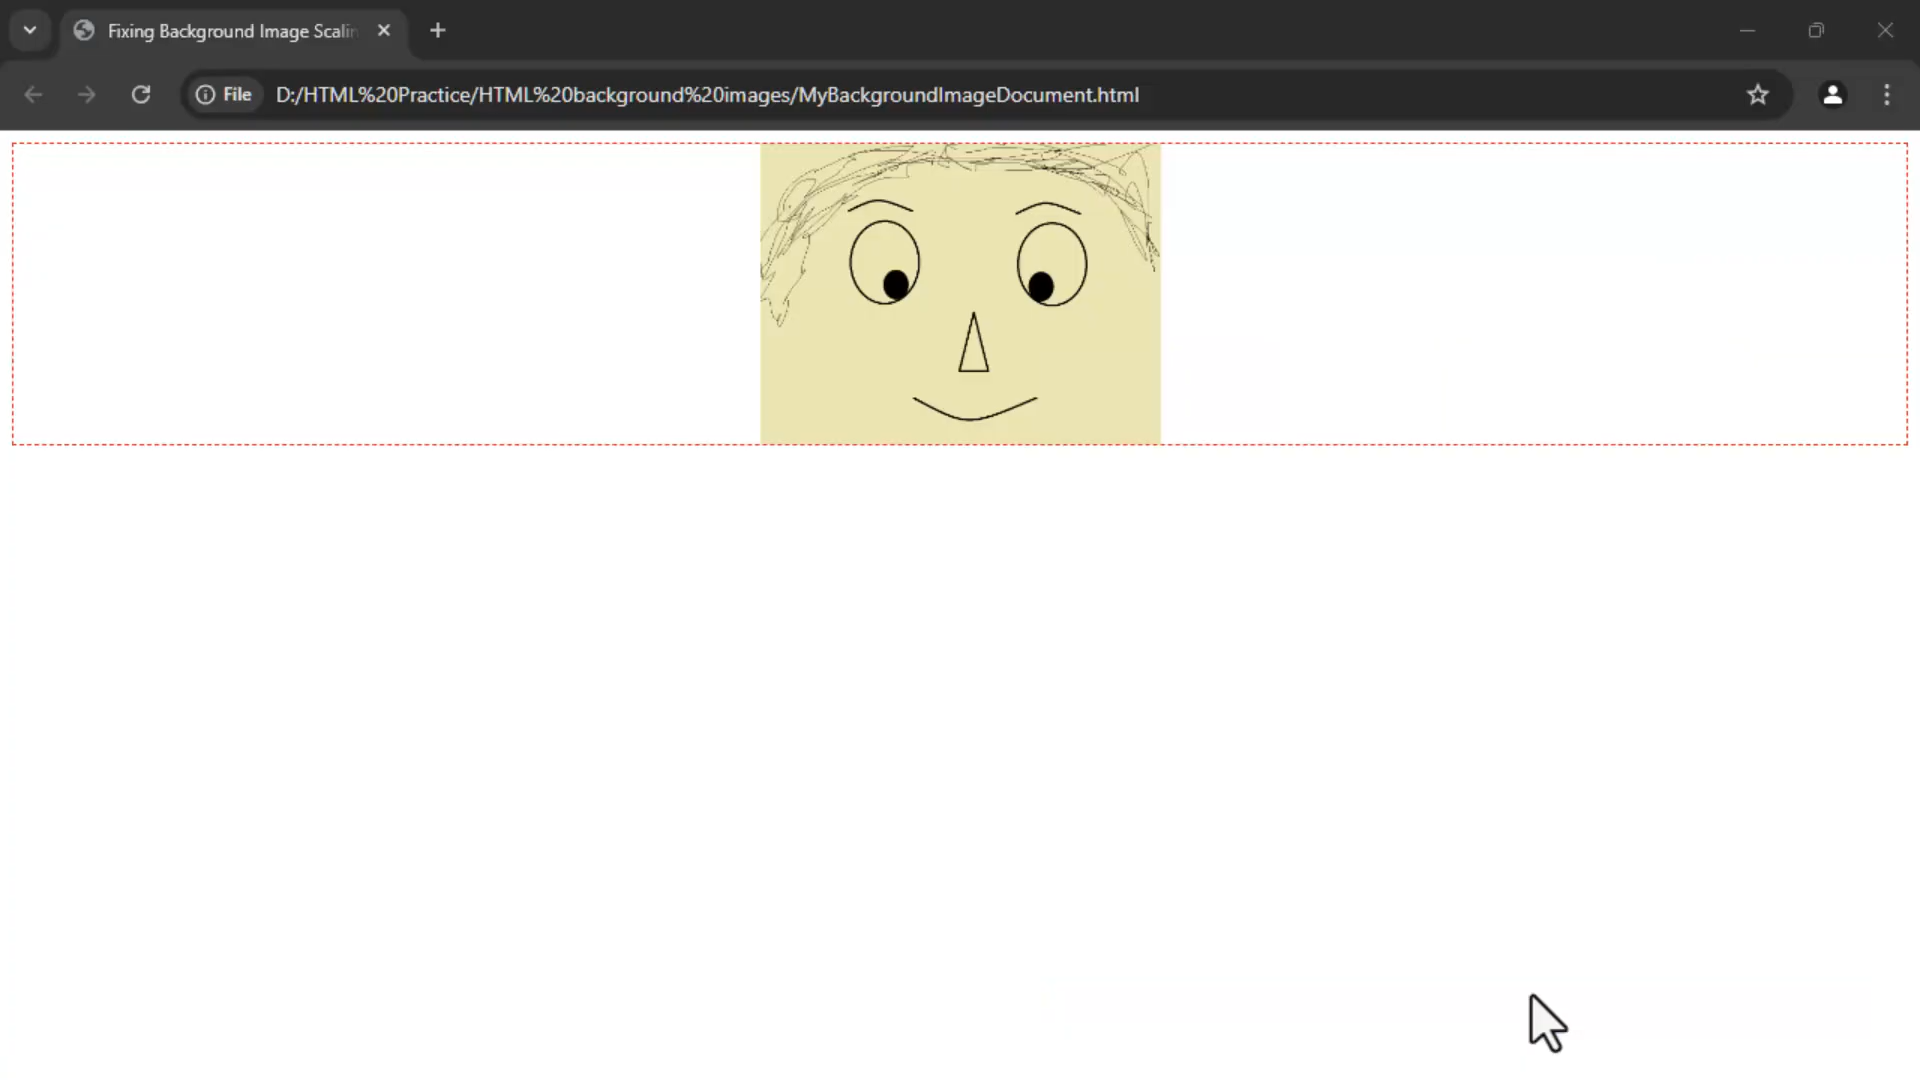 Fixing Background Image Scalin
File
D:/HTML%20Practice/HTML%20background%20images/MyBackgroundImageDocument.html